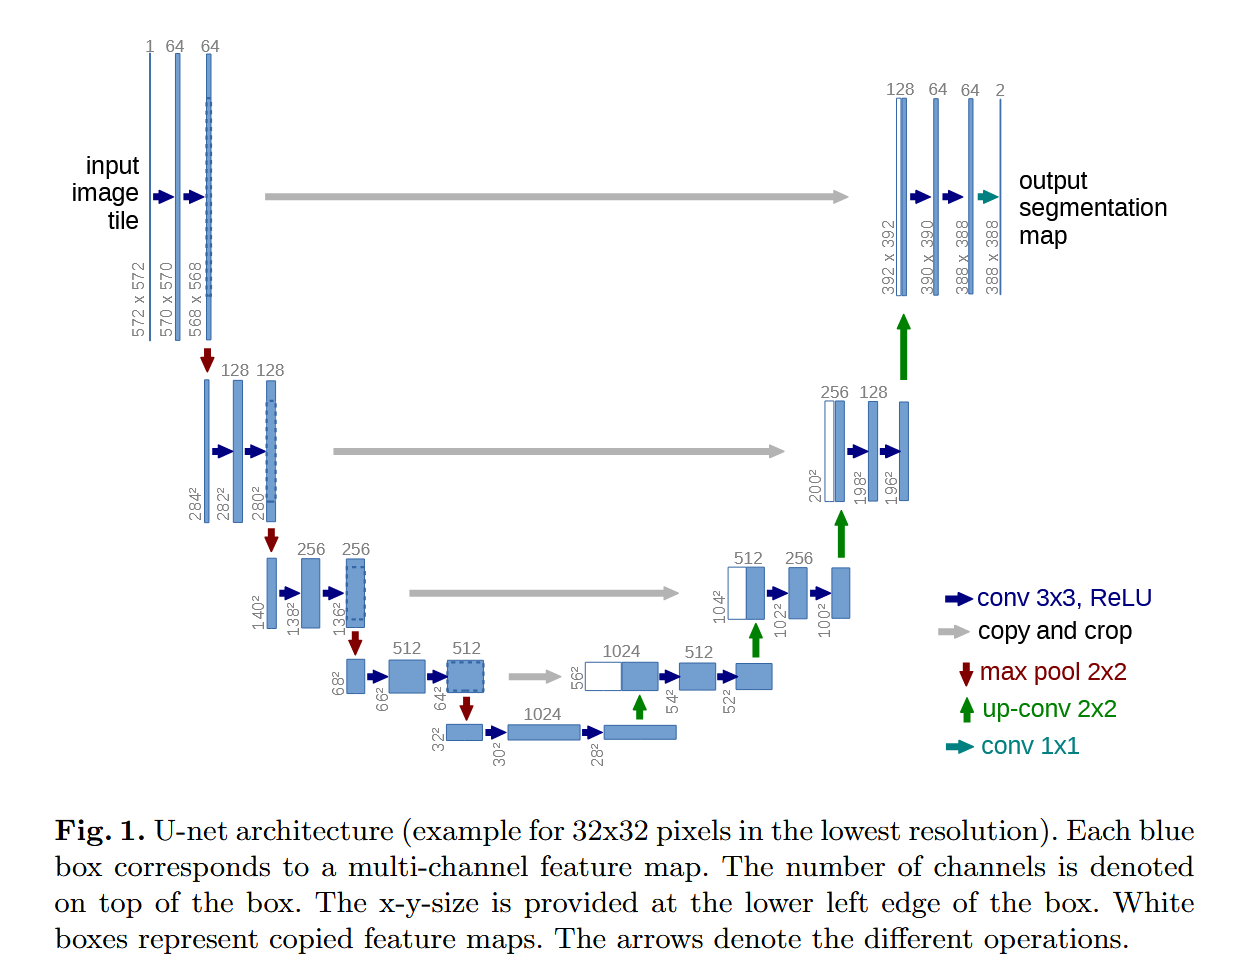 1 64 64
128 64 64 2
input
image
tile
output
segmentation
map
572 x 572
570 x 570
568 x 568
392 x 392
390 x 390
388 x 388
388 x 388
128 128
256 128
284²
282²
280²
200²
198²
196²
256 256
512 256
140²
138²
136²
104²
102²
100²
512 512
1024 512
68²
66²
64²
56²
54²
52²
1024
32²
30²
28²
conv 3x3, ReLU
copy and crop
max pool 2x2
up-conv 2x2
conv 1x1
Fig. 1. U-net architecture (example for 32x32 pixels in the lowest resolution). Each blue
box corresponds to a multi-channel feature map. The number of channels is denoted
on top of the box. The x-y-size is provided at the lower left edge of the box. White
boxes represent copied feature maps. The arrows denote the different operations.